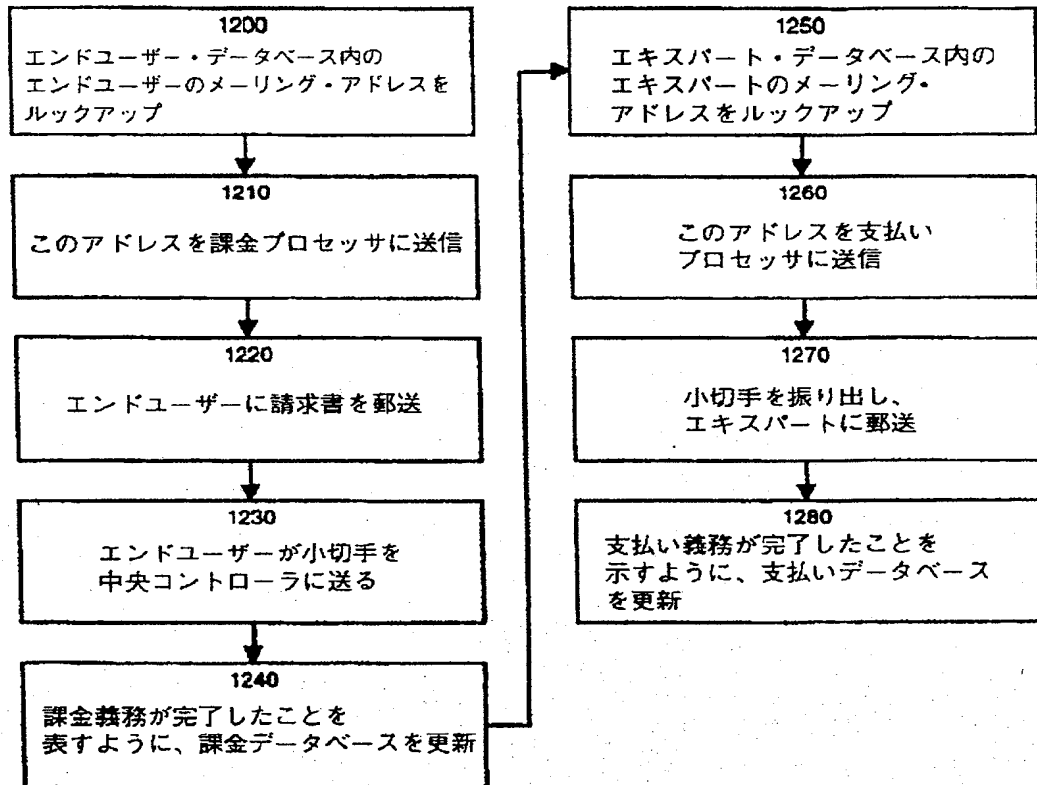 1200
エンドユーザー・データベース内の
エンドユーザーのメーリング・アドレスを
ルックアップ
1210
このアドレスを課金プロセッサに送信
1220
エンドユーザーに請求書を郵送
1230
エンドユーザーが小切手を
中央コントローラに送る
1240
課金義務が完了したことを
表すように、課金データベースを更新
1250
エキスパート・データベース内の
エキスパートのメーリング・
アドレスをルックアップ
1260
このアドレスを支払い
プロセッサに送信
1270
小切手を振り出し、
エキスパートに郵送
1280
支払い義務が完了したことを
示すように、支払いデータベース
を更新